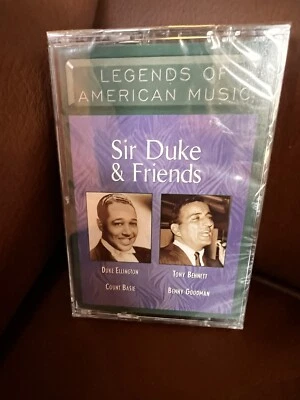 LEGENDS OF
AMERICAN MUSIC
Sir Duke
& Friends
DUKE ELLINGTON
TONY BENNETT
COUNT BASIE
BENNY GOODMAN